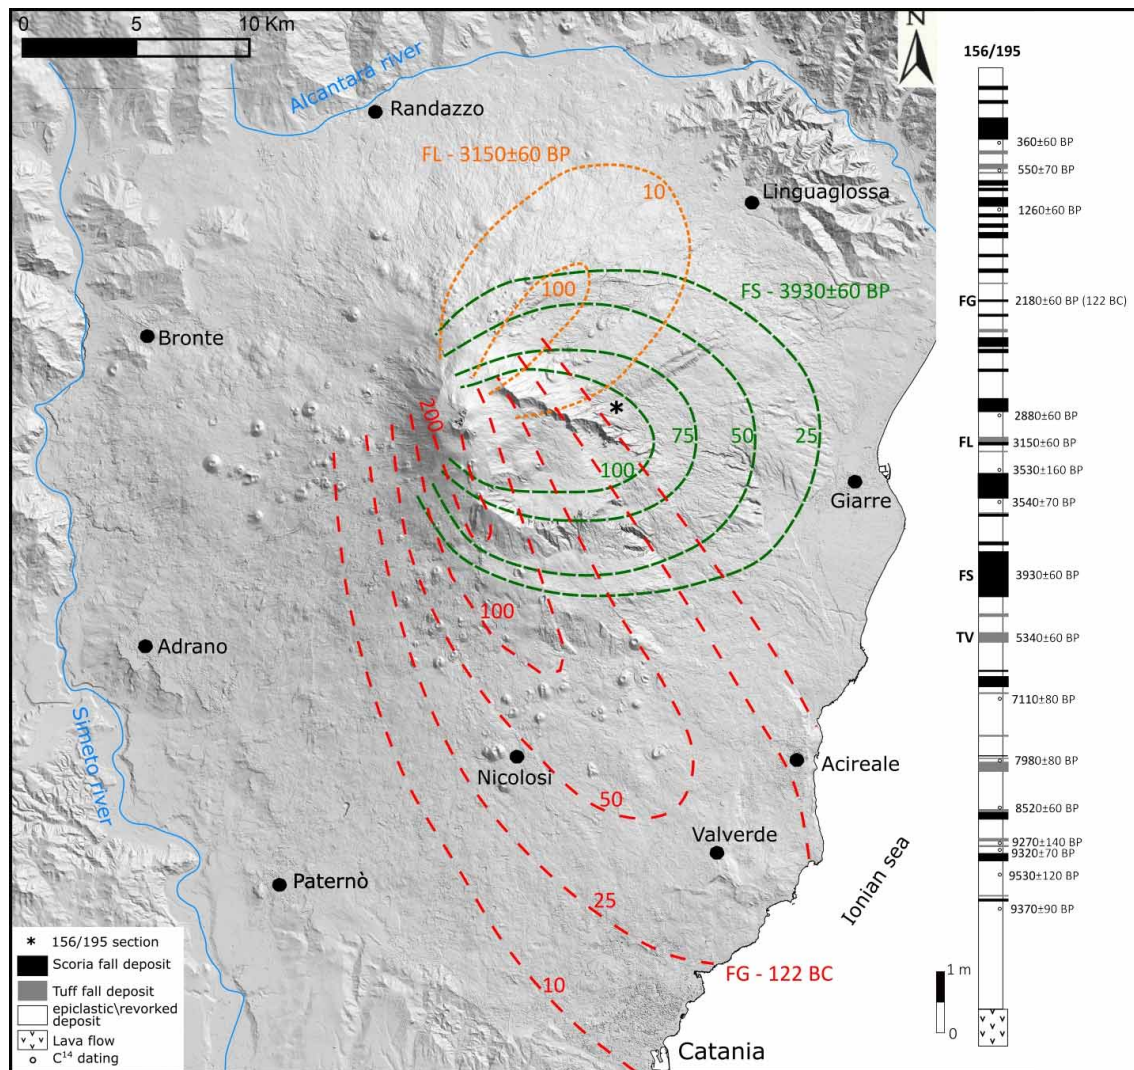 0 5 10 Km
N
156/195
Alcantara river
Randazzo
FL - 3150±60 BP
10
Linguaglossa
100
FS - 3930±60 BP
Bronte
200
75 50 25
100
Giarre
100
Adrano
Simeto river
Nicolosi
Acireale
50
Valverde
Paternò
25
Ionian sea
FG - 122 BC
10
Catania
360±60 BP
550±70 BP
1260±60 BP
FG 2180±60 BP (122 BC)
2880±60 BP
FL 3150±60 BP
3530±160 BP
3540±70 BP
FS 3930±60 BP
TV 5340±60 BP
7110±80 BP
7980±80 BP
8520±60 BP
9270±140 BP
9320±70 BP
9530±120 BP
9370±90 BP
1 m
0
* 156/195 section
Scoria fall deposit
Tuff fall deposit
epiclastic\revorked
deposit
Lava flow
C¹⁴ dating